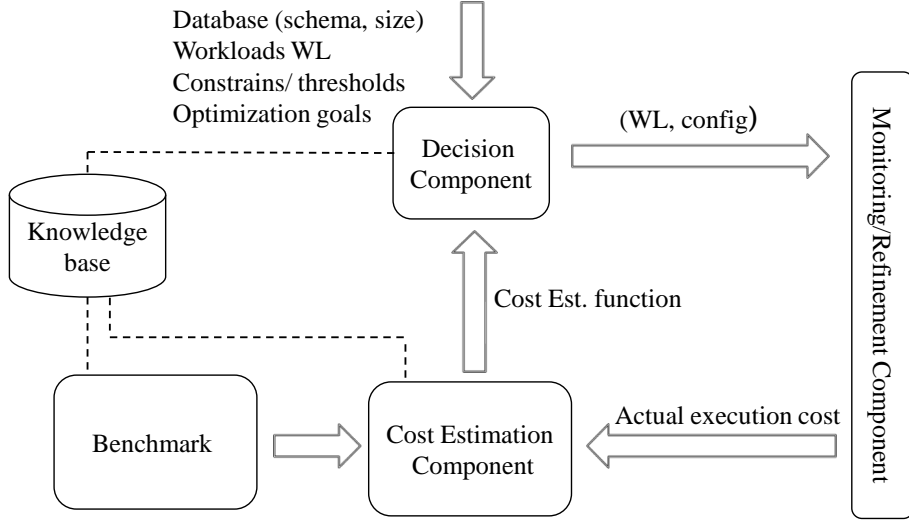 Database (schema, size)
Workloads WL
Constrains/ thresholds
Optimization goals
(WL, config)
Decision
Component
Knowledge
base
Cost Est. function
Monitoring/Refinement Component
Actual execution cost
Benchmark
Cost Estimation
Component